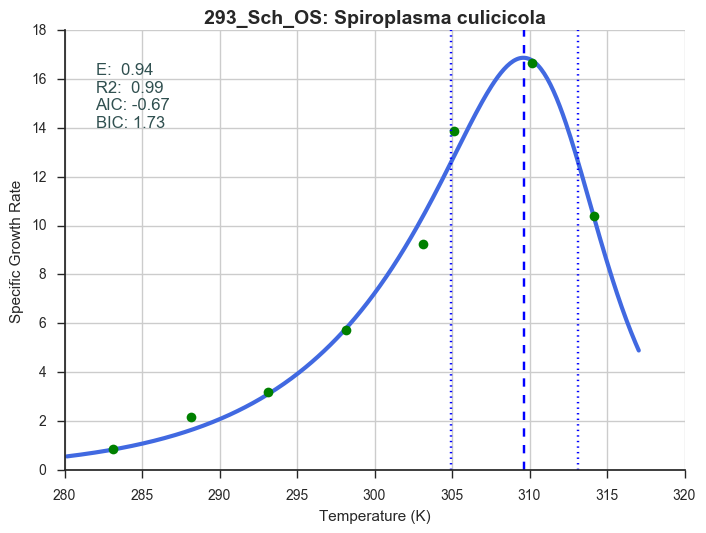 293_Sch_OS: Spiroplasma culicicola
E:  0.94
R2:  0.99
AIC: -0.67
BIC: 1.73
Specific Growth Rate
18
16
14
12
10
8
6
4
2
0
280 285 290 295 300 305 310 315 320
Temperature (K)